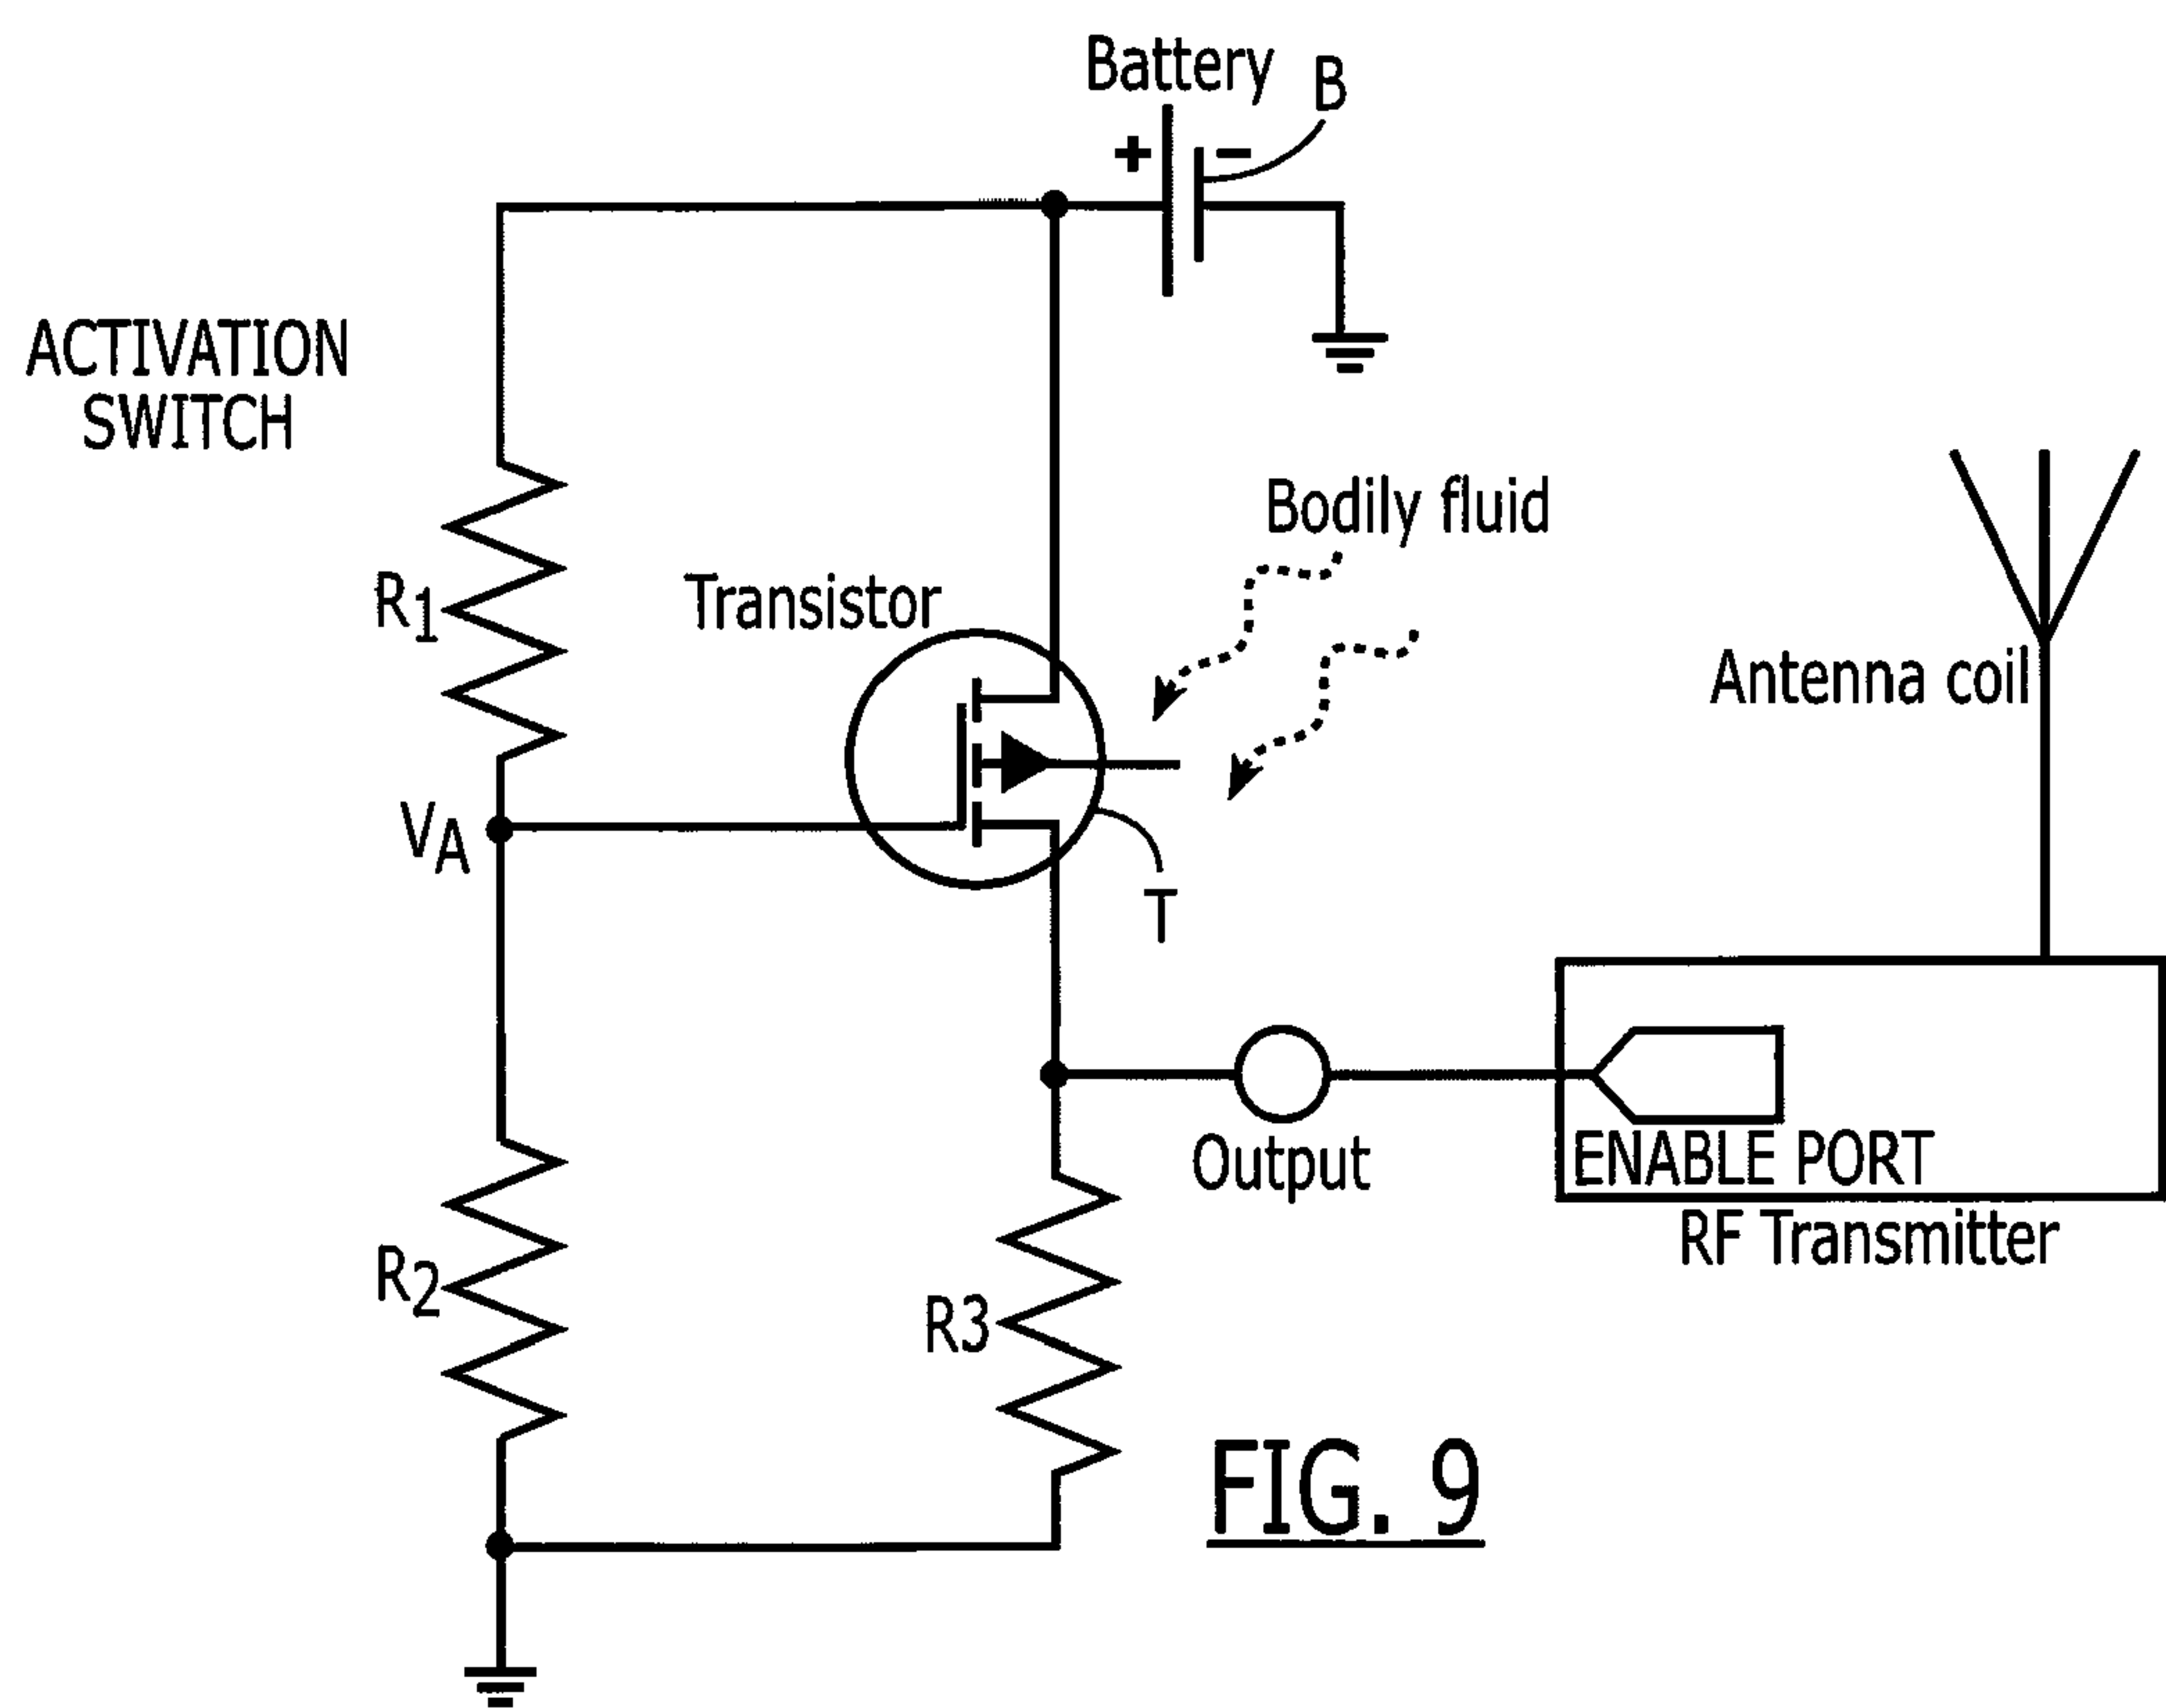 Battery
B
+
-
ACTIVATION
SWITCH
Bodily fluid
R1
Transistor
Antenna coil
VA
T
Output
ENABLE PORT
RF Transmitter
R2
R3
FIG. 9